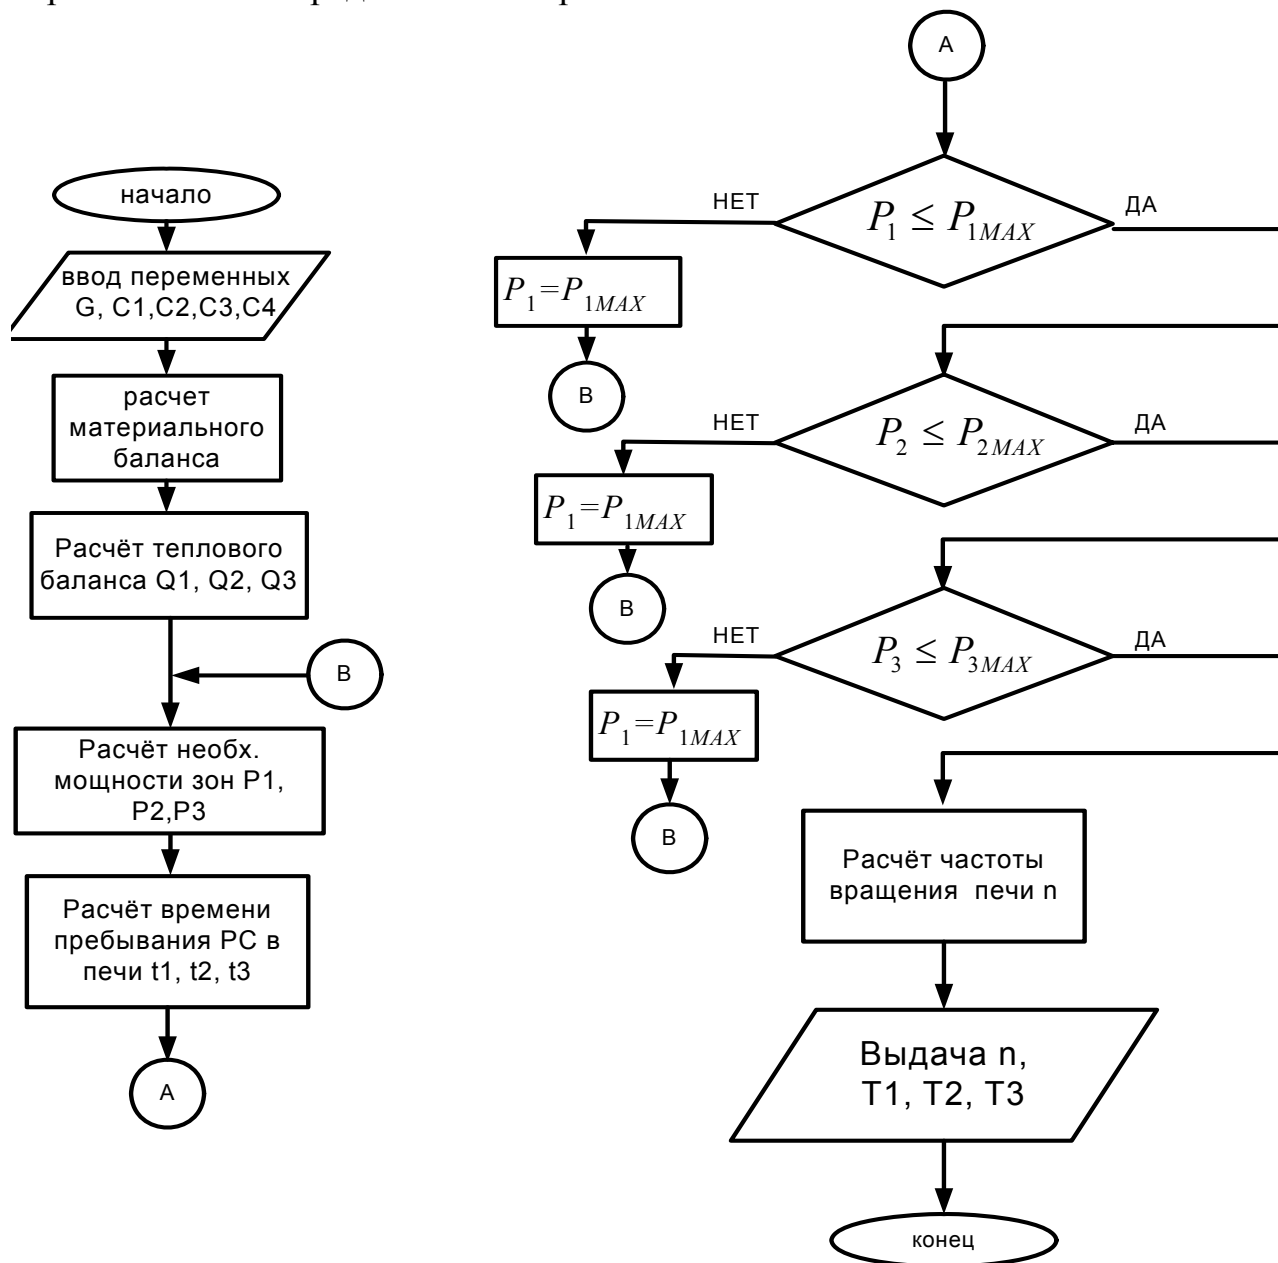 начало
ввод переменных
G, C1,C2,C3,C4
расчет
материального
баланса
Расчёт теплового
баланса Q1, Q2, Q3
В
Расчёт необх.
мощности зон P1,
P2,P3
Расчёт времени
пребывания РС в
печи t1, t2, t3
А
А
НЕТ
P1 ≤ P1MAX
ДА
P1=P1MAX
В
НЕТ
P2 ≤ P2MAX
ДА
P1=P1MAX
В
НЕТ
P3 ≤ P3MAX
ДА
P1=P1MAX
В
Расчёт частоты
вращения печи n
Выдача n,
T1, T2, T3
конец